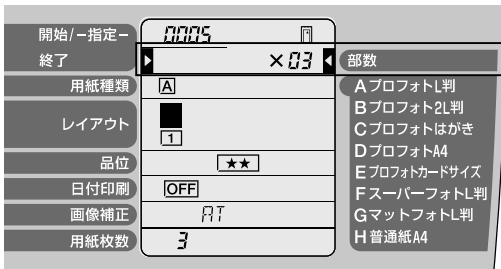 開始/−指定− 0005
終了 ×03 部数
用紙種類 A
レイアウト 1
品位 ★★
日付印刷 OFF
画像補正 AT
用紙枚数 3
AプロフォトL判
Bプロフォト2L判
Cプロフォトはがき
DプロフォトA4
Eプロフォトカードサイズ
FスーパーフォトL判
GマットフォトL判
H普通紙A4